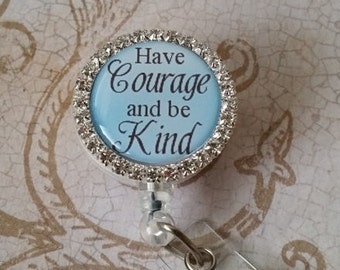 Have
Courage
and be
Kind